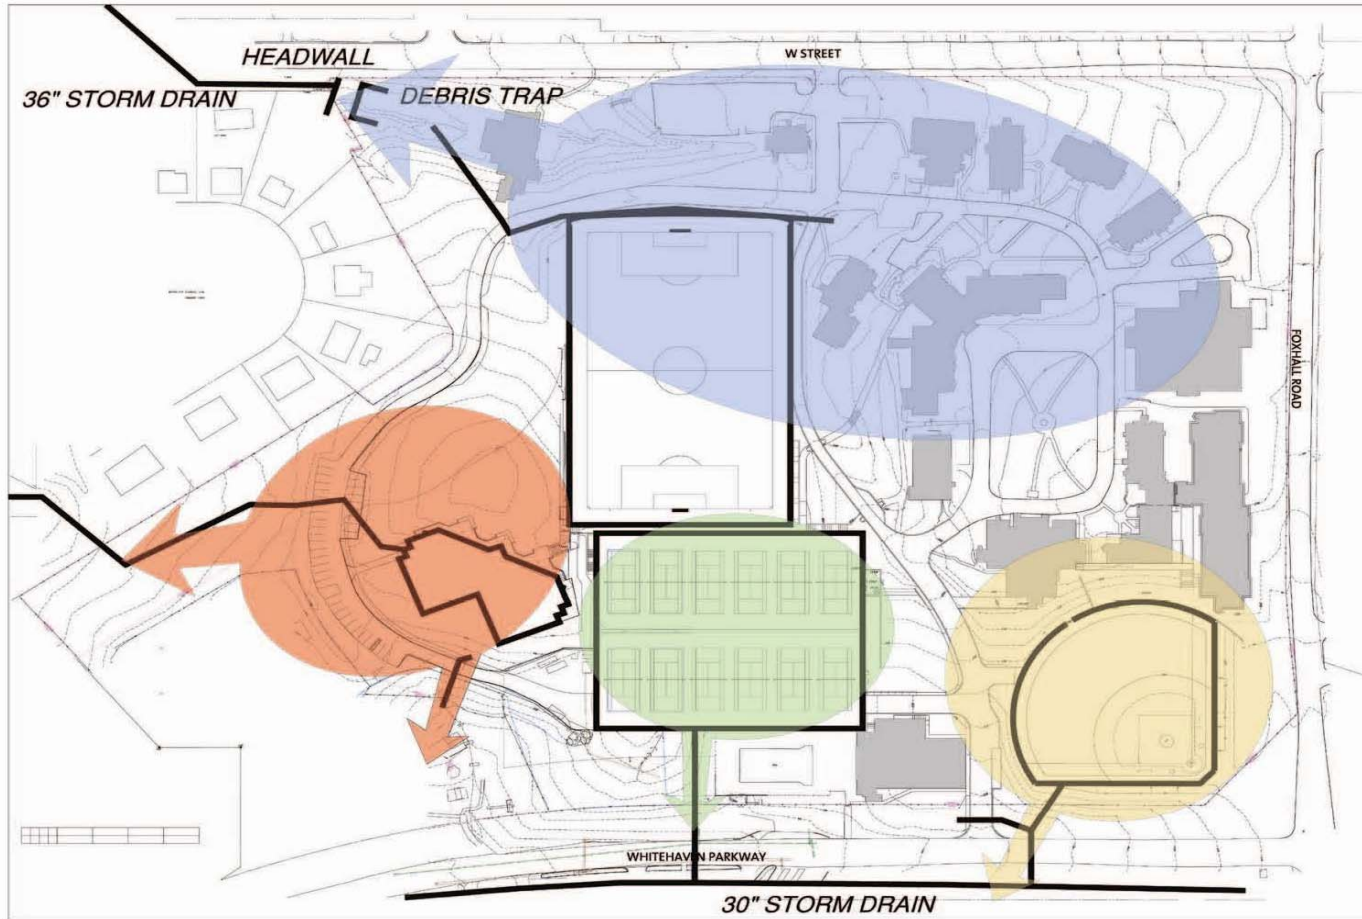 W STREET
HEADWALL
36" STORM DRAIN
DEBRIS TRAP
FOXHALL ROAD
WHITEHAVEN PARKWAY
30" STORM DRAIN